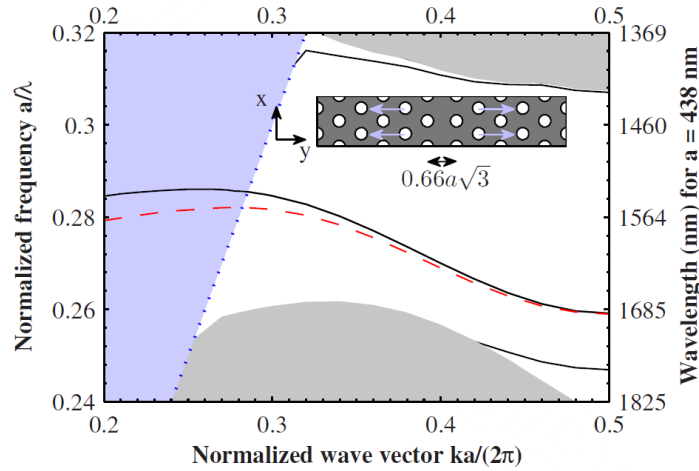 0.2 0.3 0.4 0.5
0.32 1369
x
0.3 1460
y
0.66a√3
0.28 1564
0.26 1685
0.24 1825
0.2 0.3 0.4 0.5
Normalized frequency a/λ
Wavelength (nm) for a = 438 nm
Normalized wave vector ka/(2π)